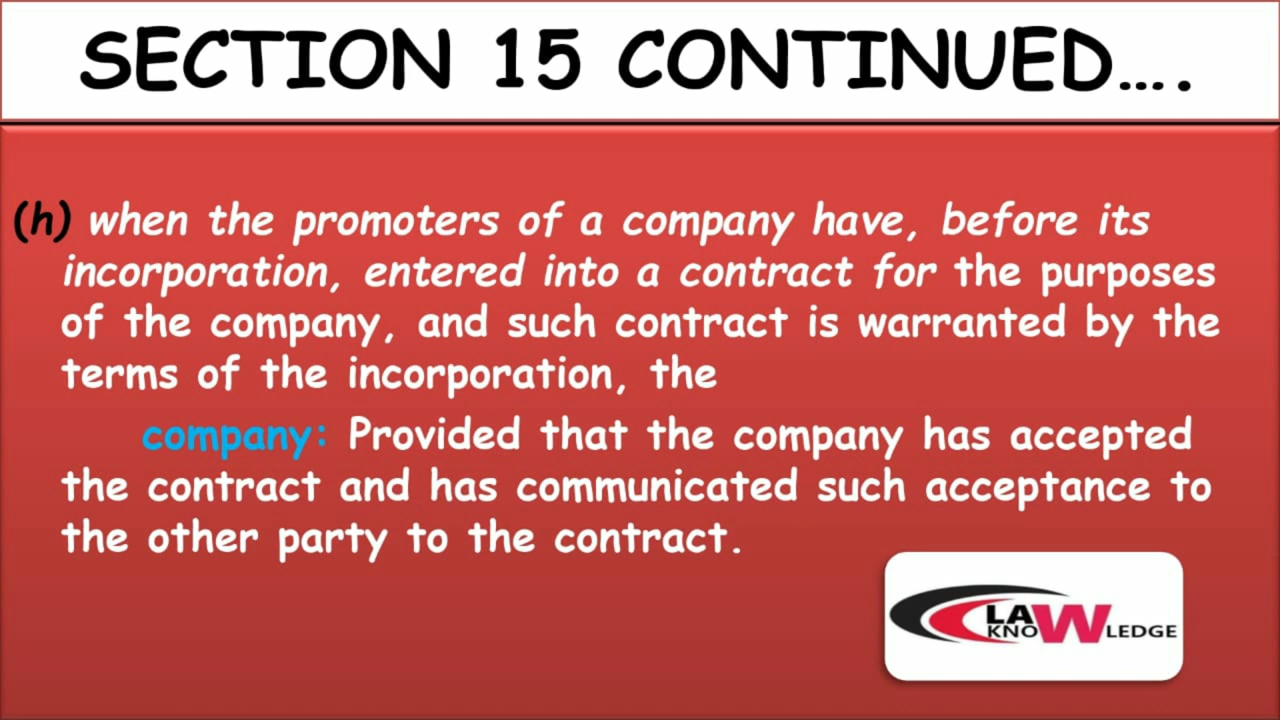 SECTION 15 CONTINUED….
(h) when the promoters of a company have, before its
incorporation, entered into a contract for the purposes
of the company, and such contract is warranted by the
terms of the incorporation, the
company: Provided that the company has accepted
the contract and has communicated such acceptance to
the other party to the contract.
LAW
KNOWLEDGE